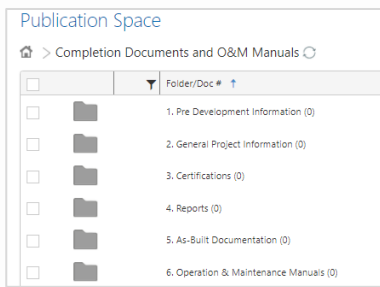 Publication Space
> Completion Documents and O&M Manuals
Folder/Doc # ↑
1. Pre Development Information (0)
2. General Project Information (0)
3. Certifications (0)
4. Reports (0)
5. As-Built Documentation (0)
6. Operation & Maintenance Manuals (0)